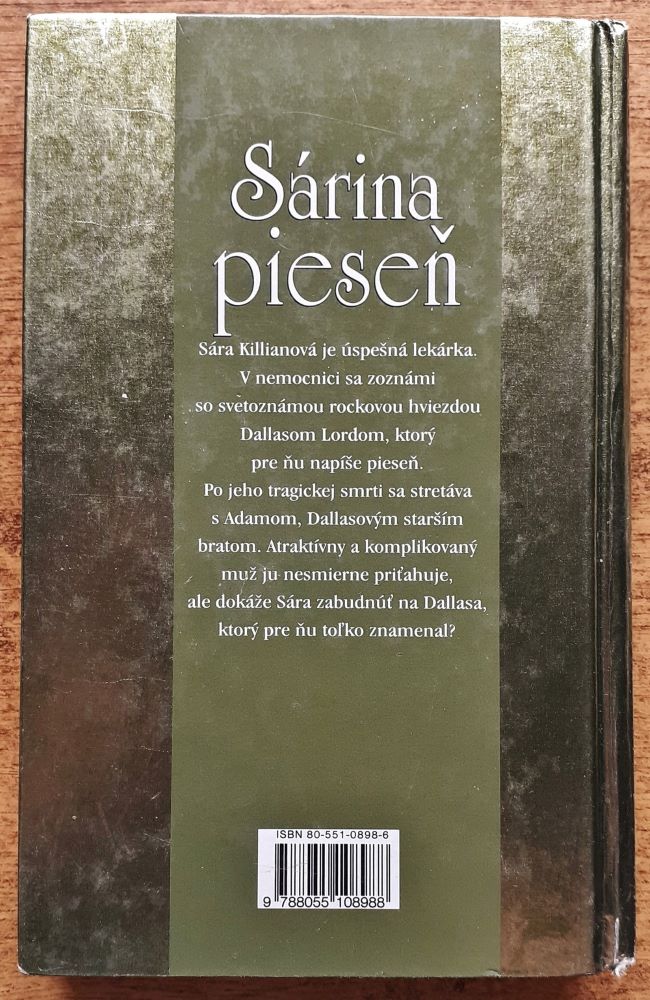 Sárina
pieseň
Sára Killianová je úspešná lekárka.
V nemocnici sa zoznámi
so svetoznámou rockovou hviezdou
Dallasom Lordom, ktorý
pre ňu napíše pieseň.
Po jeho tragickej smrti sa stretáva
s Adamom, Dallasovým starším
bratom. Atraktívny a komplikovaný
muž ju nesmierne priťahuje,
ale dokáže Sára zabudnúť na Dallasa,
ktorý pre ňu toľko znamenal?
ISBN 80-551-0898-6
9 788055 108988